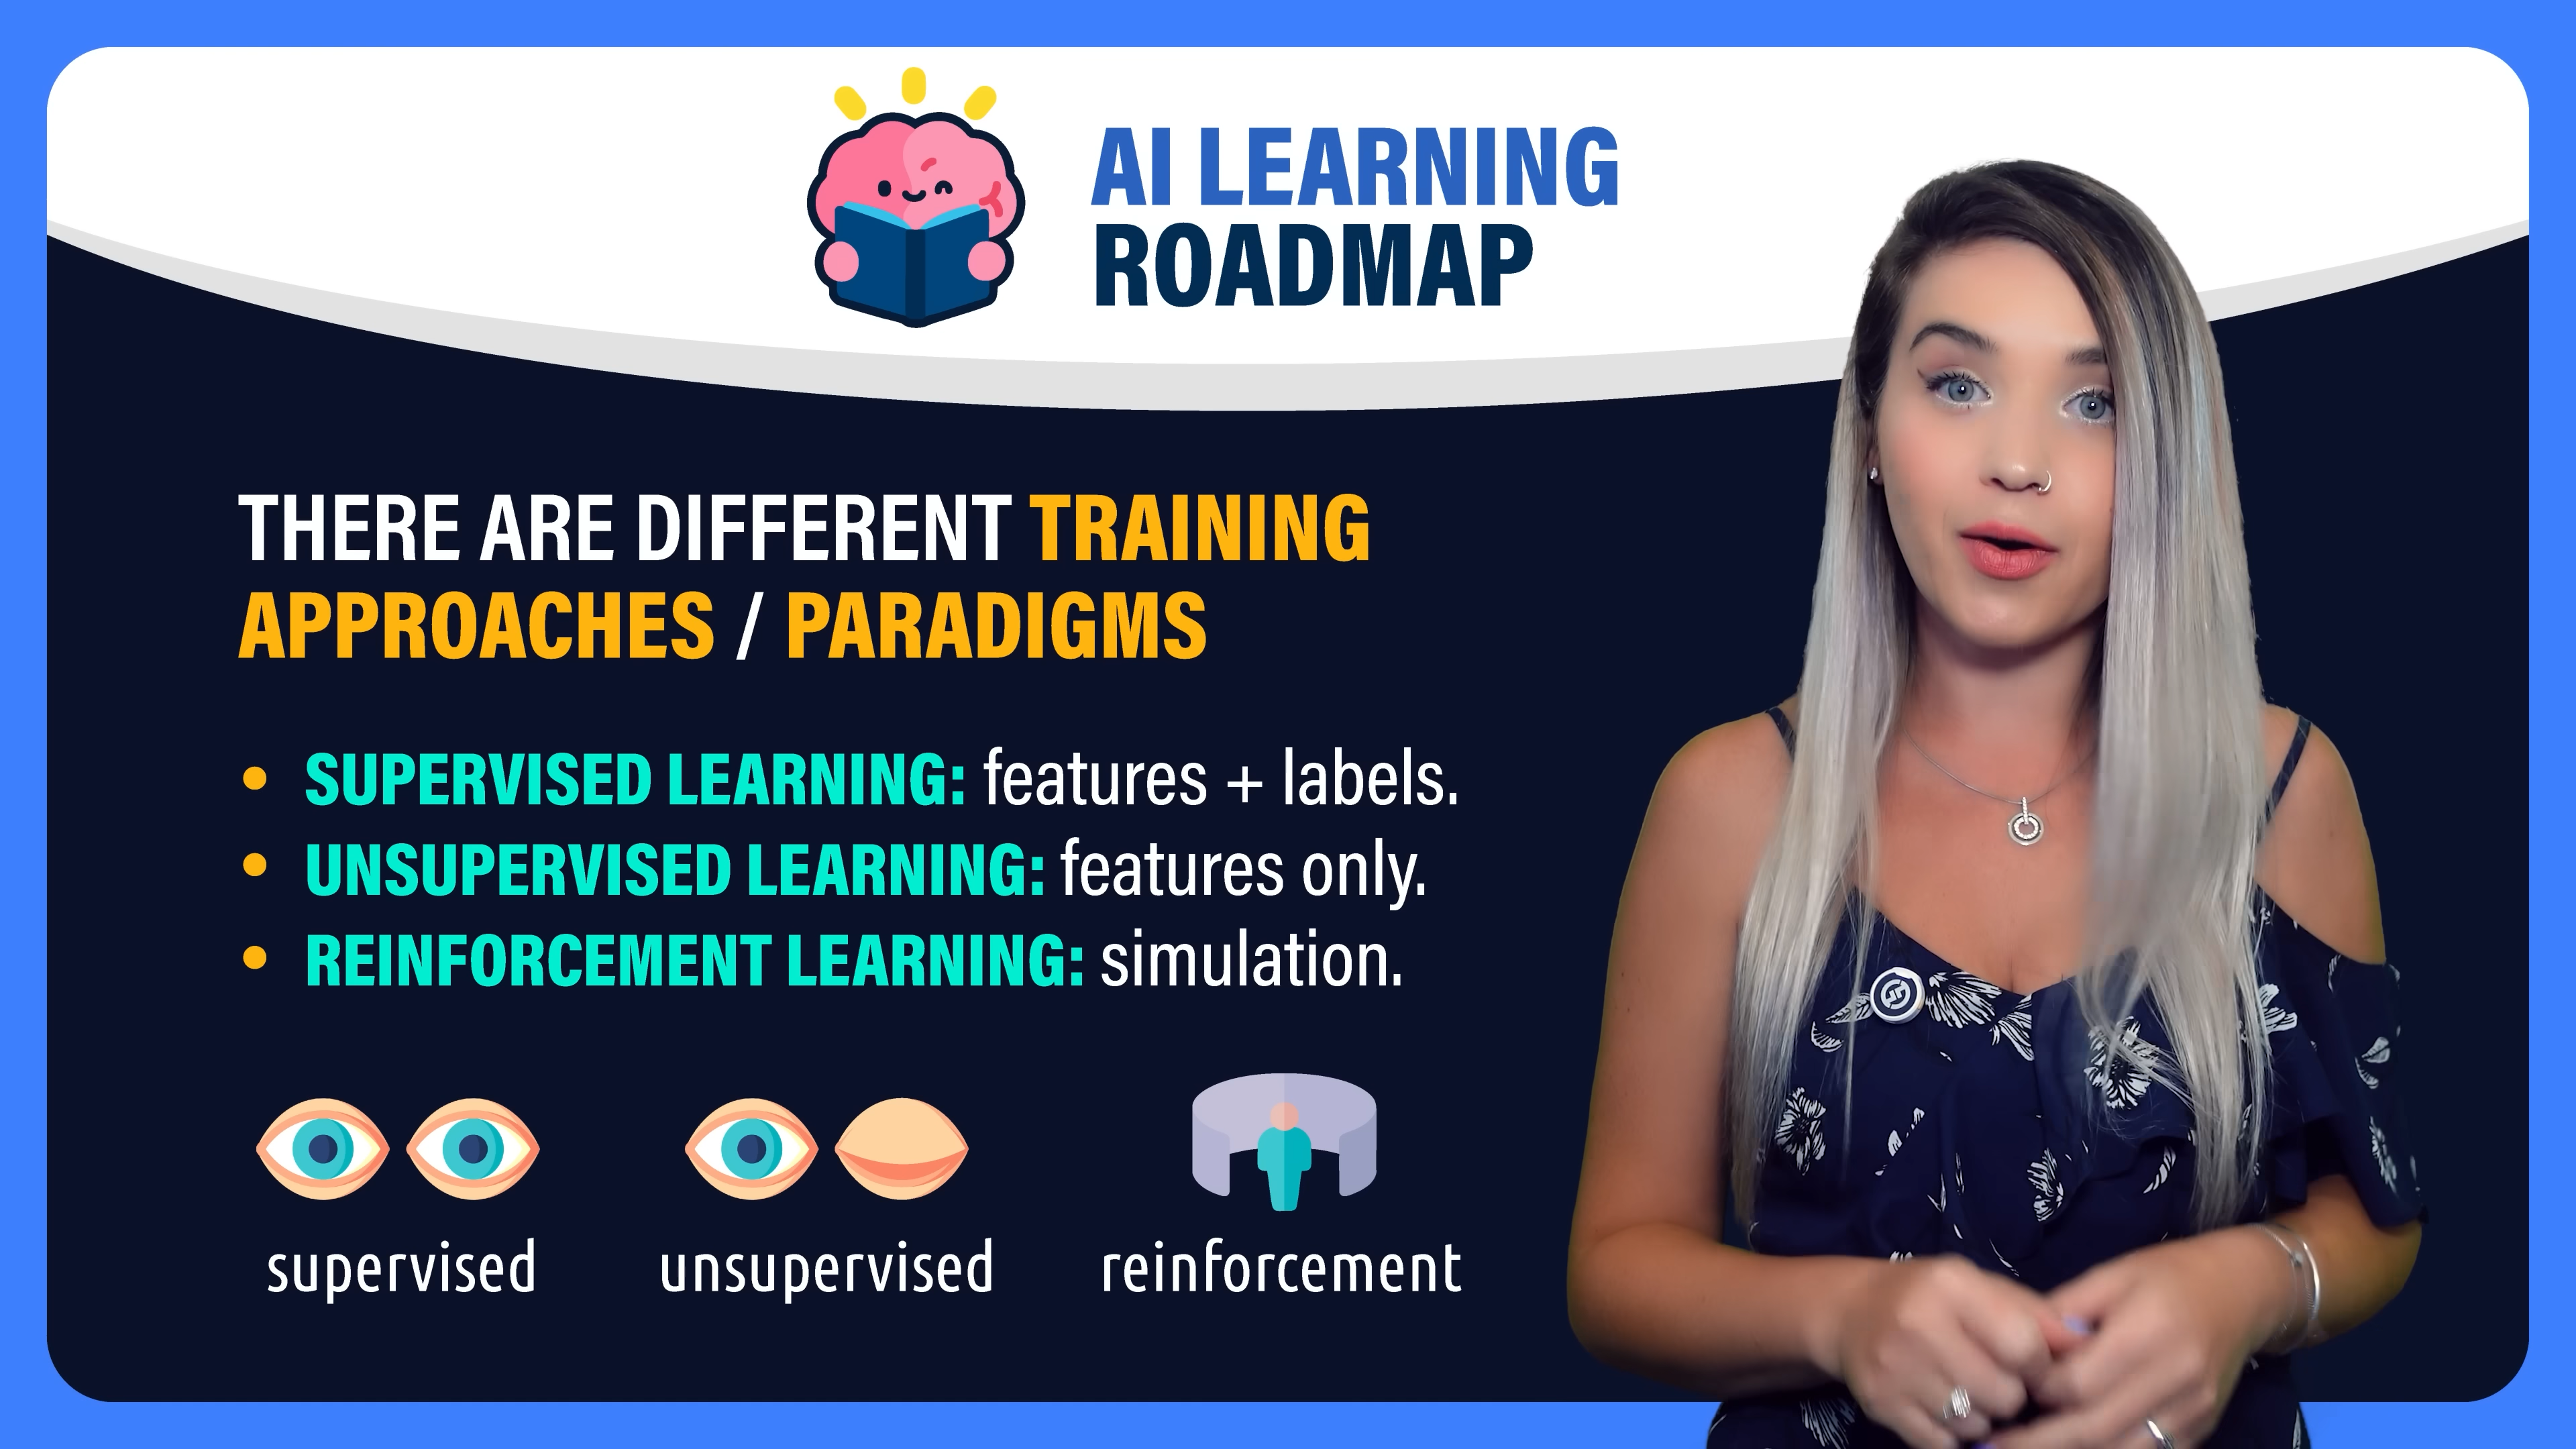 AI LEARNING
ROADMAP
THERE ARE DIFFERENT TRAINING
APPROACHES / PARADIGMS
• SUPERVISED LEARNING: features + labels.
• UNSUPERVISED LEARNING: features only.
• REINFORCEMENT LEARNING: simulation.
supervised
unsupervised
reinforcement